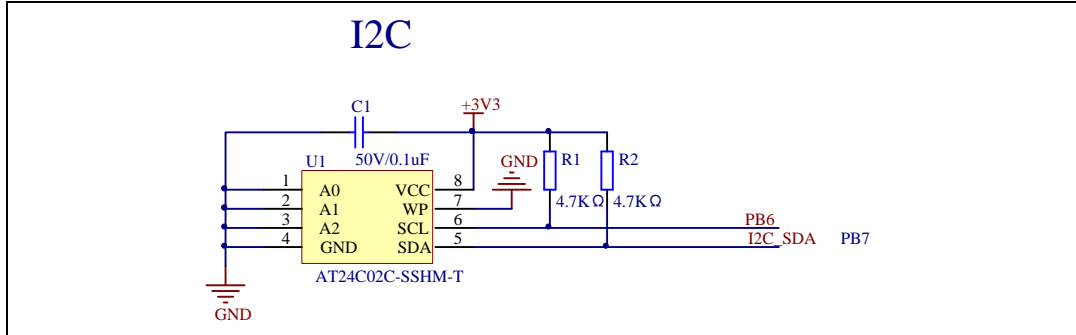 I2C
C1
+3V3
U1
50V/0.1uF
GND
R1
R2
1 A0 VCC 8
2 A1 WP 7
3 A2 SCL 6
4 GND SDA 5
4.7KΩ 4.7KΩ
PB6
I2C_SDA PB7
AT24C02C-SSHM-T
GND